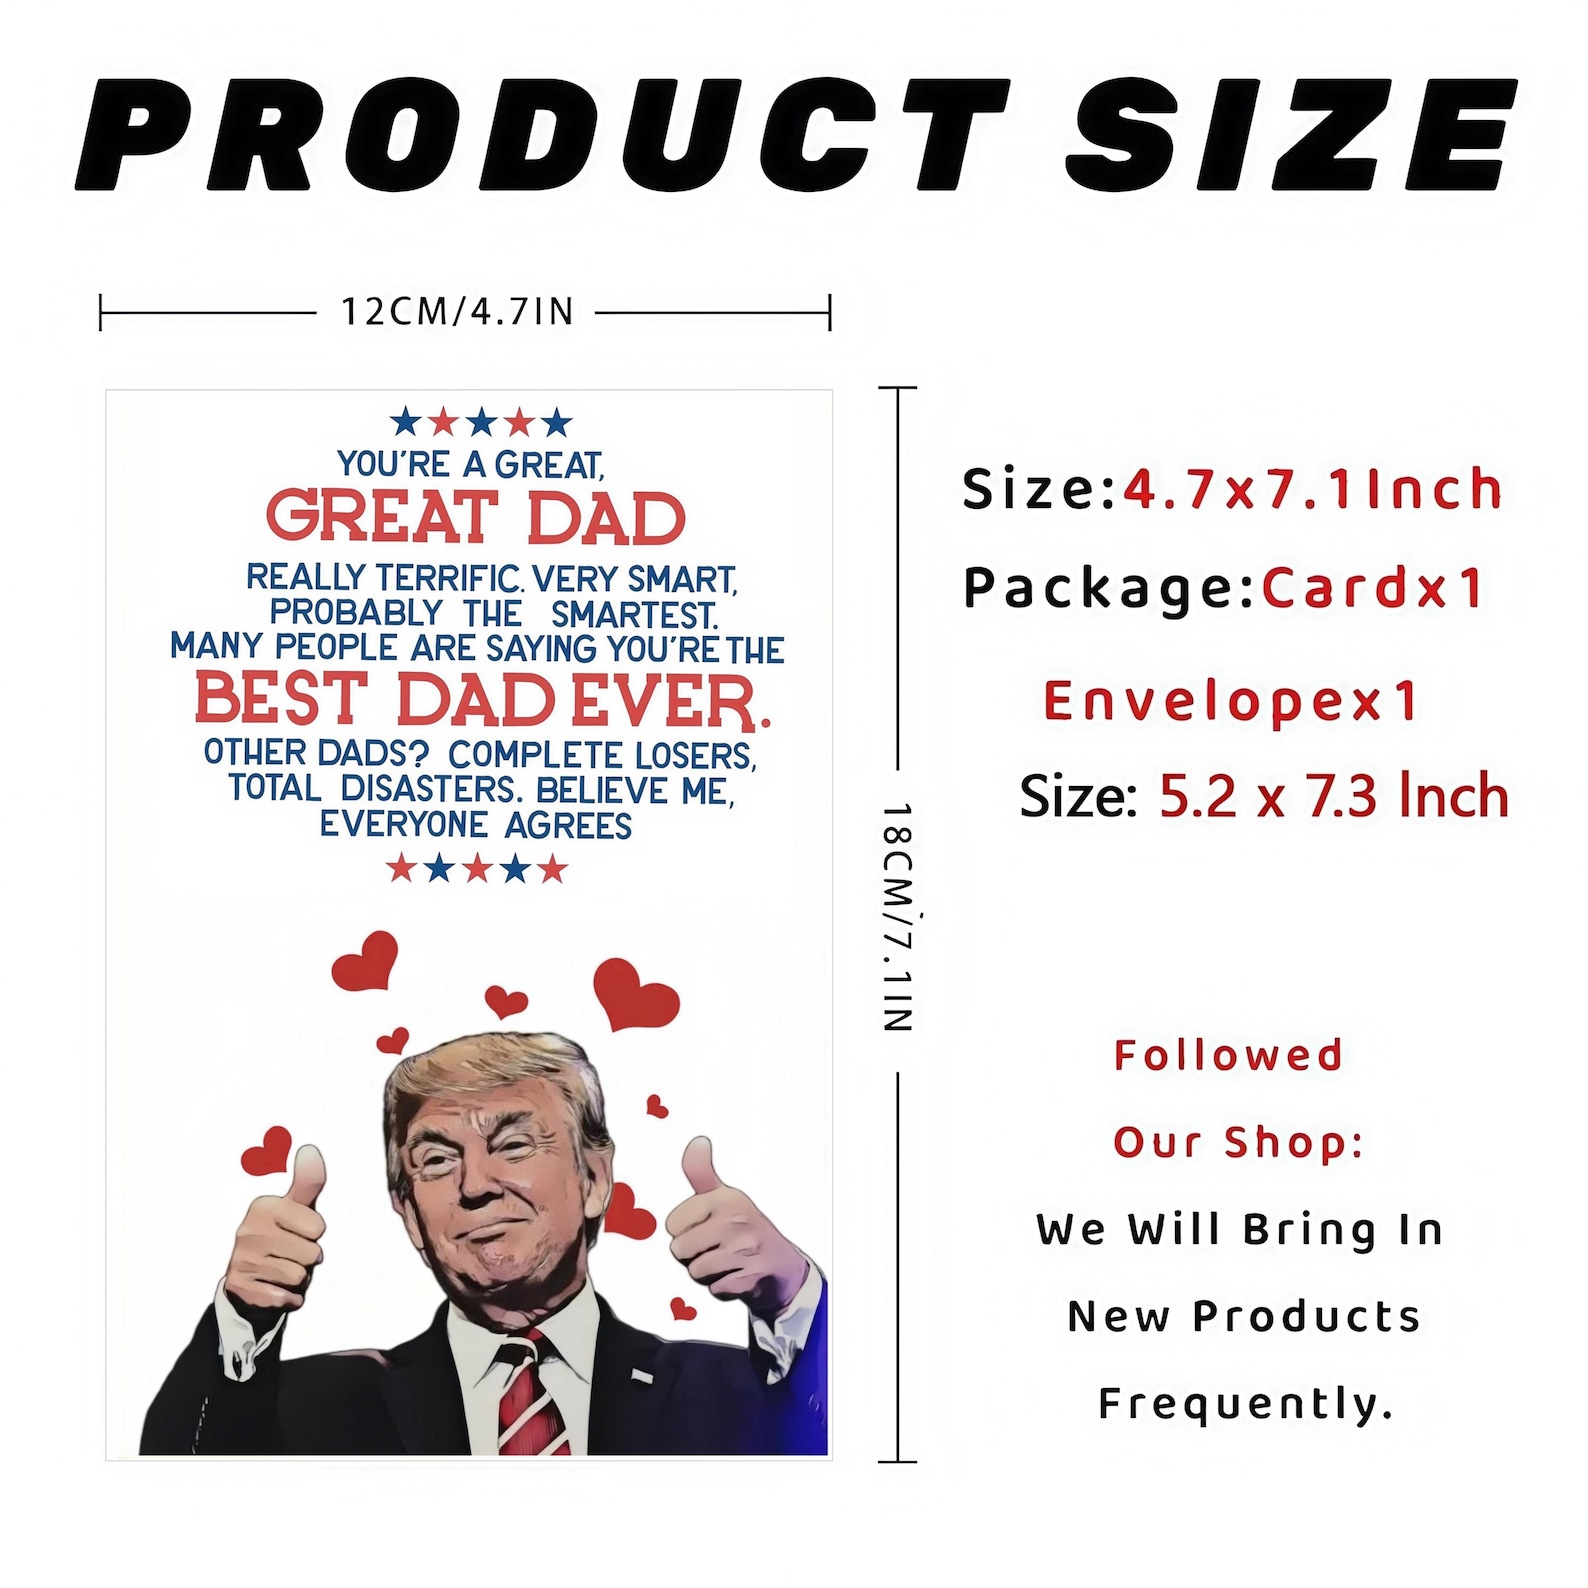 PRODUCT SIZE
12CM/4.7IN
YOU'RE A GREAT,
GREAT DAD
REALLY TERRIFIC. VERY SMART,
PROBABLY THE SMARTEST.
MANY PEOPLE ARE SAYING YOU'RE THE
BEST DAD EVER.
OTHER DADS? COMPLETE LOSERS,
TOTAL DISASTERS. BELIEVE ME,
EVERYONE AGREES
18CM/7.1IN
Size:4.7x7.1Inch
Package:Cardx1
Envelopex1
Size: 5.2 x 7.3 Inch
Followed
Our Shop:
We Will Bring In
New Products
Frequently.